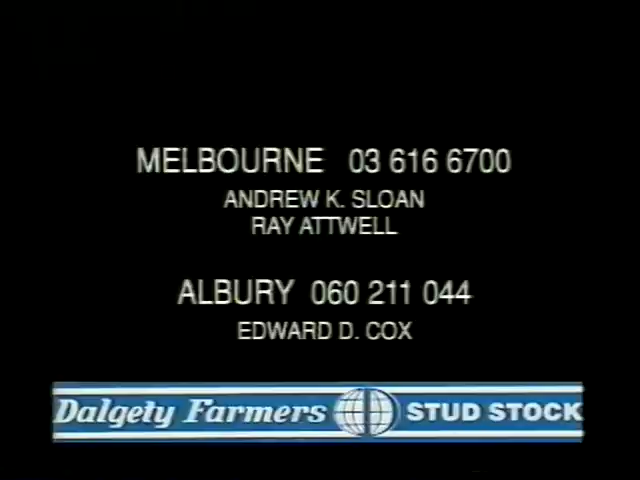 MELBOURNE 03 616 6700
ANDREW K. SLOAN
RAY ATTWELL
ALBURY 060 211 044
EDWARD D. COX
Dalgety Farmers STUD STOCK